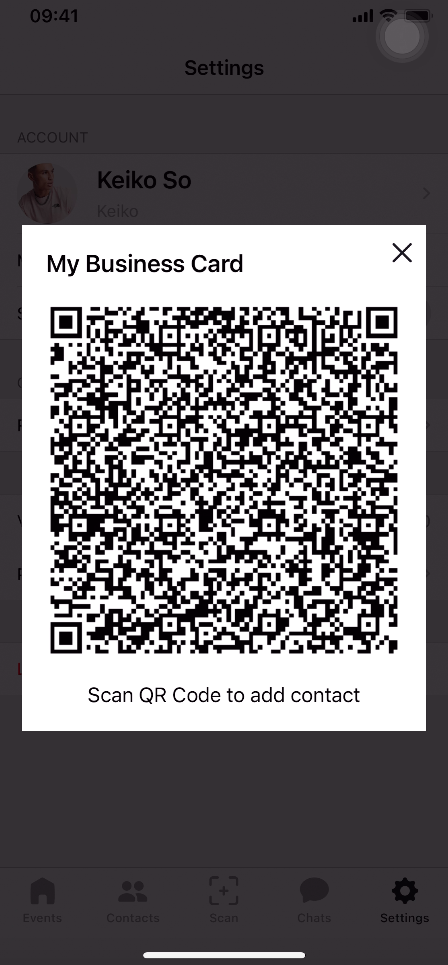 09:41
Settings
ACCOUNT
Keiko So
Keiko
My Business Card
Scan QR Code to add contact
Events
Contacts
Scan
Chats
Settings